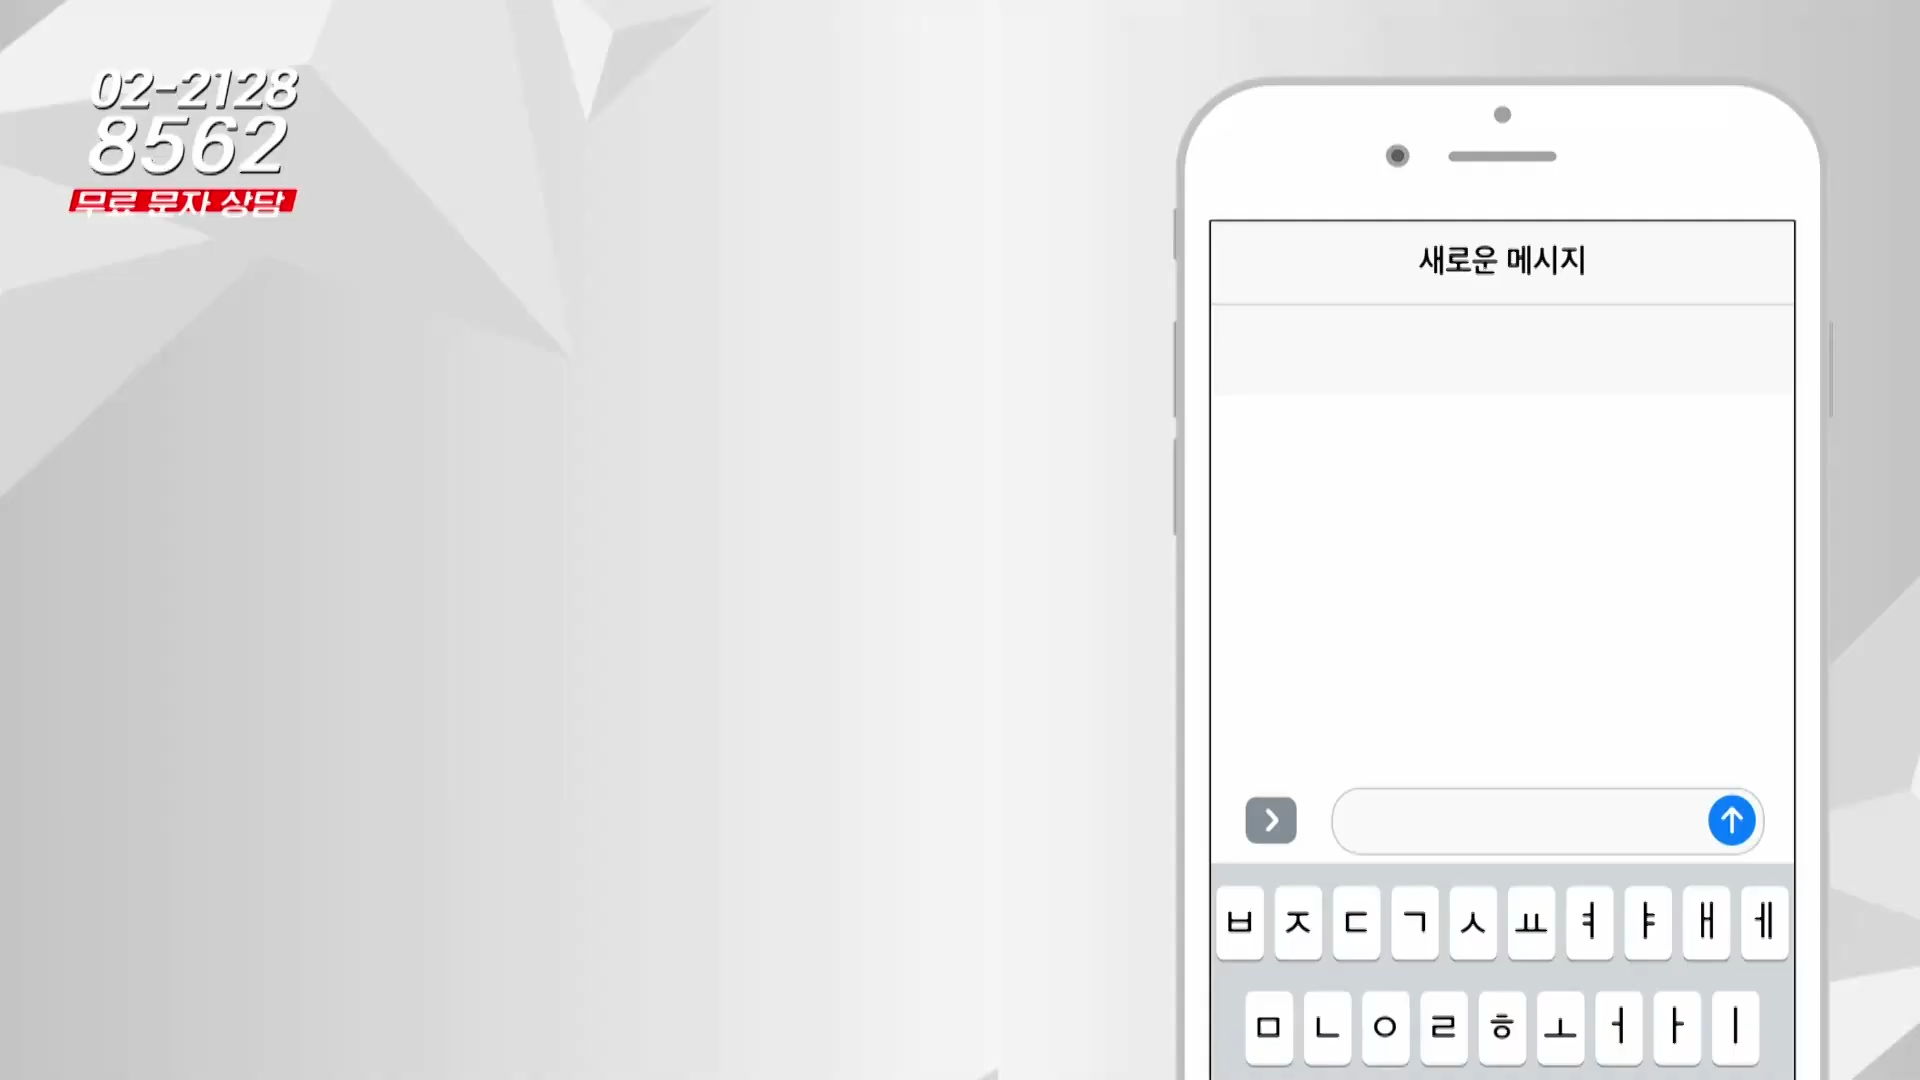 02-2128
8562
무료 문자 상담
새로운 메시지
ㅂ ㅈ ㄷ ㄱ ㅅ ㅛ ㅕ ㅑ ㅐ ㅔ
ㅁ ㄴ ㅇ ㄹ ㅎ ㅗ ㅓ ㅏ ㅣ